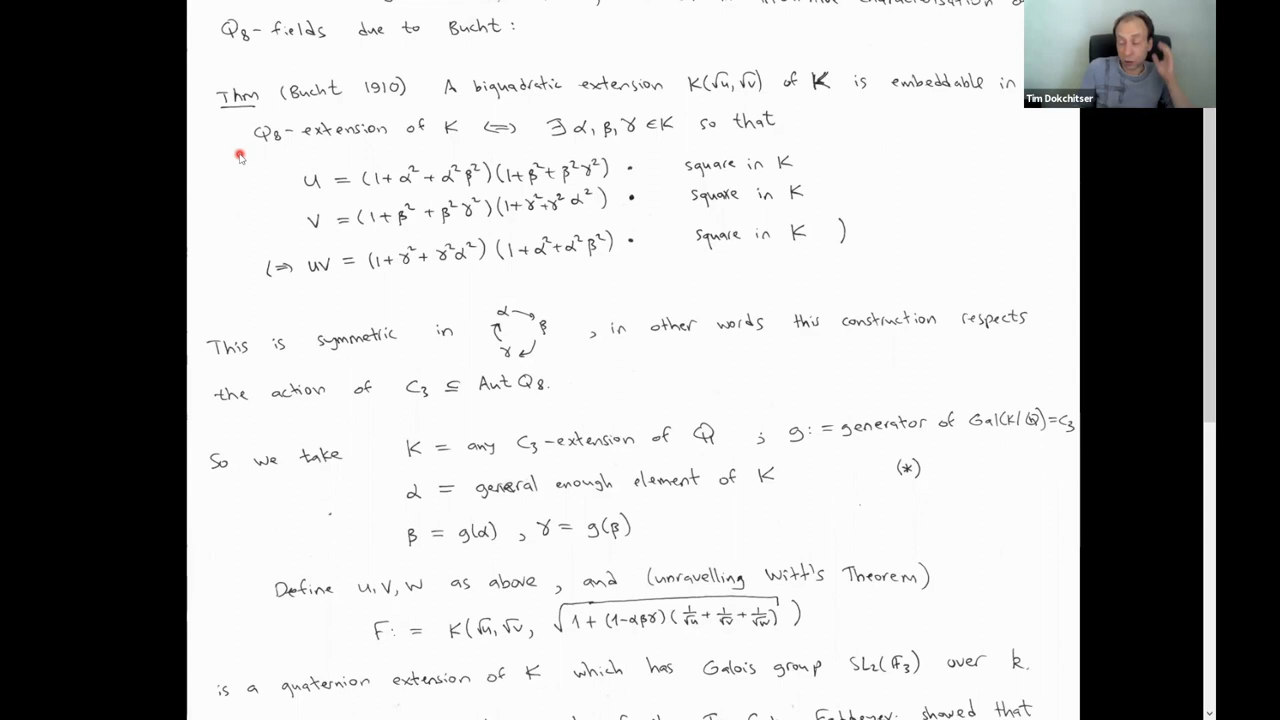 Q8-fields due to Bucht:
Tim Dokchitser
Thm (Bucht 1910) A biquadratic extension K(√u,√v) of K is embeddable in
Q8-extension of K ⟺ ∃ α, β, γ ∈ K so that
u = (1+α²+α²β²)(1+β²+β²γ²) · square in K
v = (1+β²+β²γ²)(1+γ²+γ²α²) · square in K
(⇒ uv = (1+γ²+γ²α²)(1+α²+α²β²) · square in K )
This is symmetric in α → β → γ → , in other words this construction respects
the action of C3 ⊆ Aut Q8.
So we take K = any C3-extension of ℚ ; g := generator of Gal(K/ℚ)=C3
α = general enough element of K (*)
β = g(α) , γ = g(β)
Define u, v, w as above , and (unravelling Witt's Theorem)
F := K(√u, √v, √(1+(1-αβγ)(1/√u + 1/√v + 1/√w)))
is a quaternion extension of K which has Galois group SL2(F3) over k.
showed that